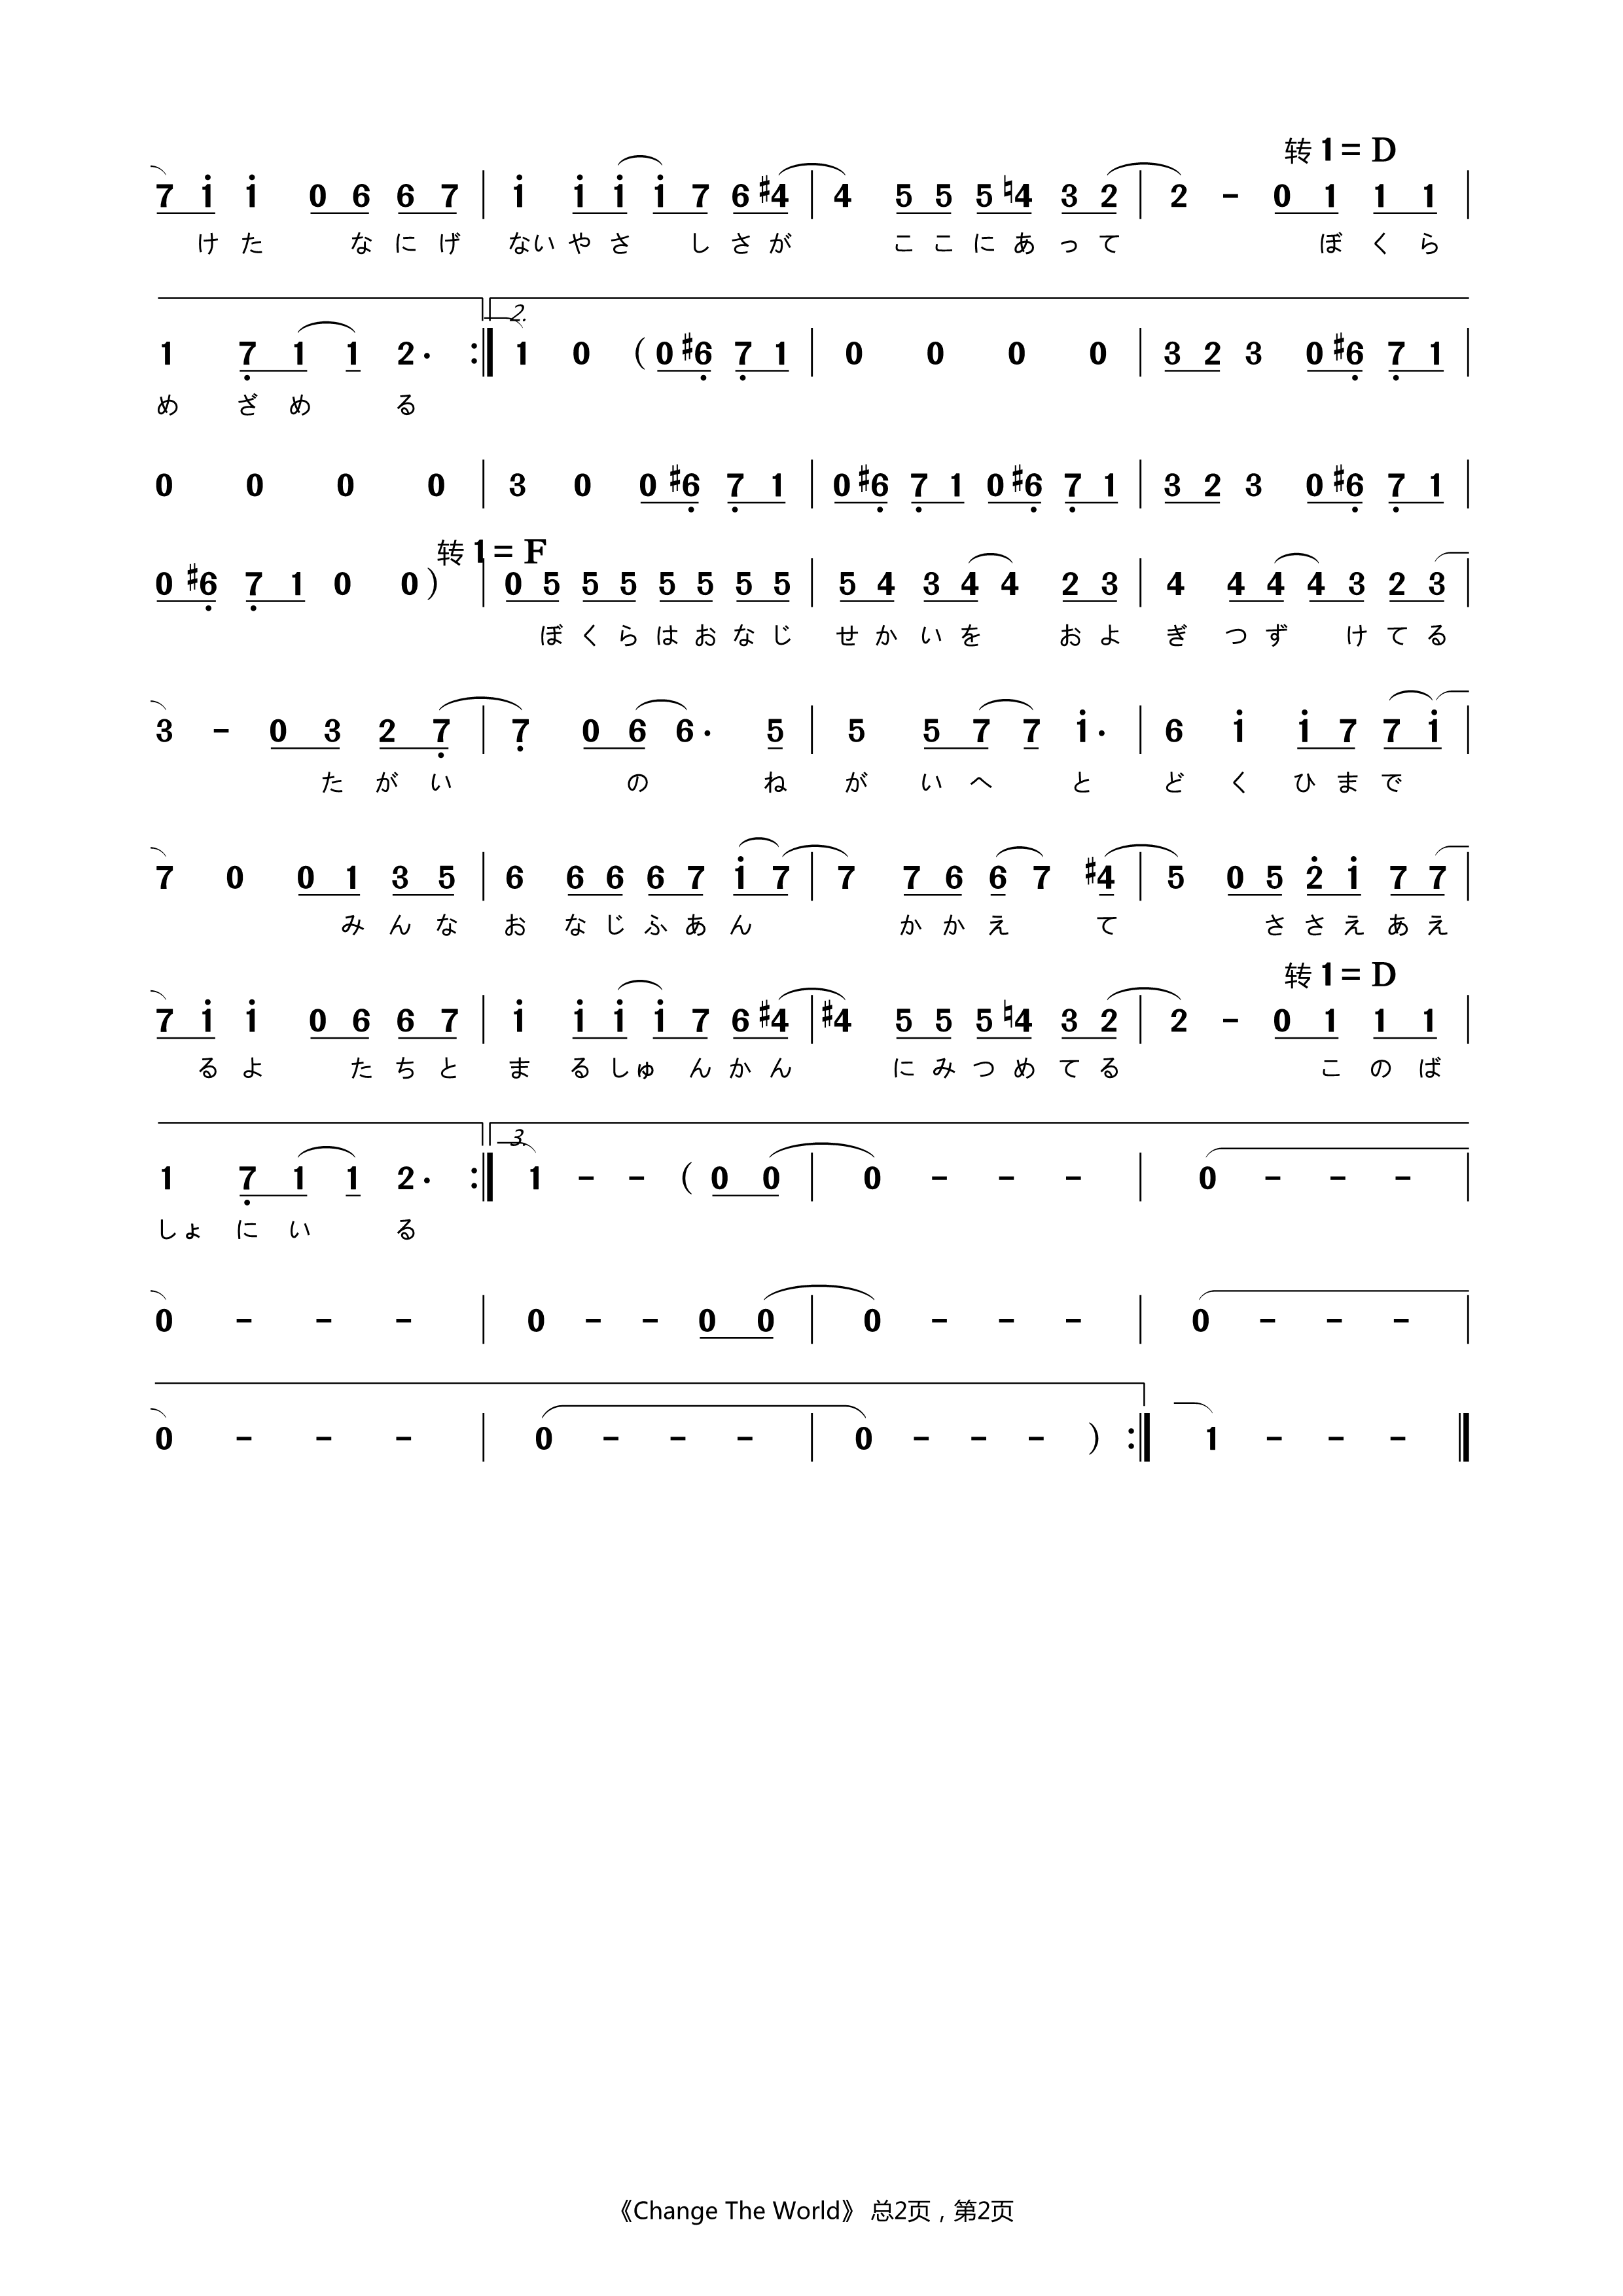 转 1 = D
7 i i 0 6 6 7 | i i i i 7 6 #4 | 4 5 5 5 ♮4 3 2 | 2 - 0 1 1 1 |
けた なにげ ないやさ しさが ここにあって ぼくら
2.
1 7 1 1 2. :| 1 0 (0 #6 7 1 | 0 0 0 0 | 3 2 3 0 #6 7 1 |
め ざ め る
0 0 0 0 | 3 0 0 #6 7 1 | 0 #6 7 1 0 #6 7 1 | 3 2 3 0 #6 7 1 |
转 1 = F
0 #6 7 1 0 0) | 0 5 5 5 5 5 5 5 | 5 4 3 4 4 2 3 | 4 4 4 4 3 2 3 |
ぼくらはおなじ せかいを およ ぎ つず けてる
3 - 0 3 2 7 | 7 0 6 6. 5 | 5 5 7 7 i. | 6 i i 7 7 i |
たがい の ね が いへ と ど く ひまで
7 0 0 1 3 5 | 6 6 6 6 7 i 7 | 7 7 6 6 7 #4 | 5 0 5 2 i 7 7 |
みんな お なじふあん かかえ て ささえあえ
转 1 = D
7 i i 0 6 6 7 | i i i i 7 6 #4 | #4 5 5 5 ♮4 3 2 | 2 - 0 1 1 1 |
るよ たちと ま るしゅ んかん にみつめてる このば
3.
1 7 1 1 2. :| 1 - - (0 0 | 0 - - - | 0 - - - |
しょ に い る
0 - - - | 0 - - 0 0 | 0 - - - | 0 - - - |
0 - - - | 0 - - - | 0 - - - ) :| 1 - - - |
《Change The World》 总2页，第2页